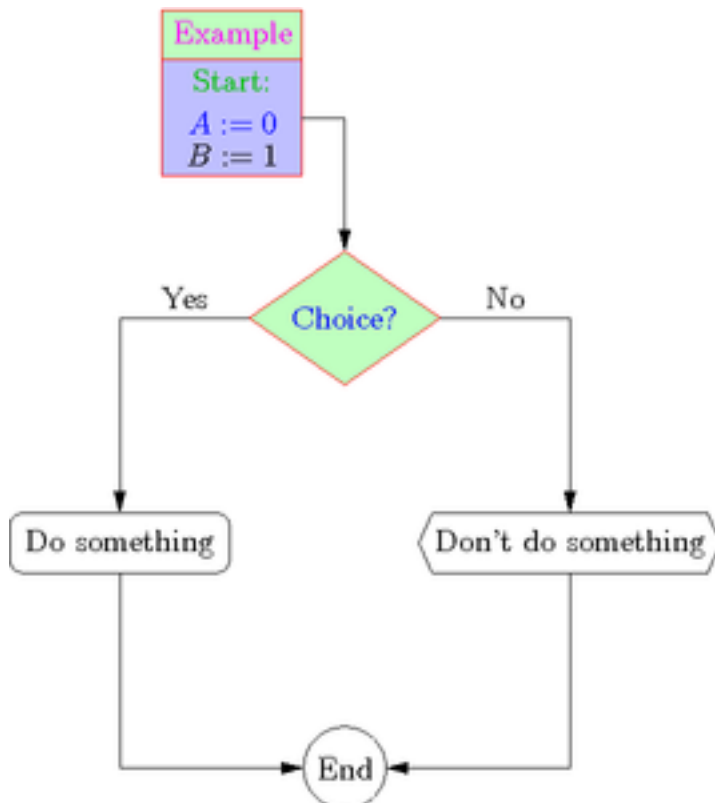 Example
Start:
A := 0
B := 1
Yes
No
Choice?
Do something
Don't do something
End